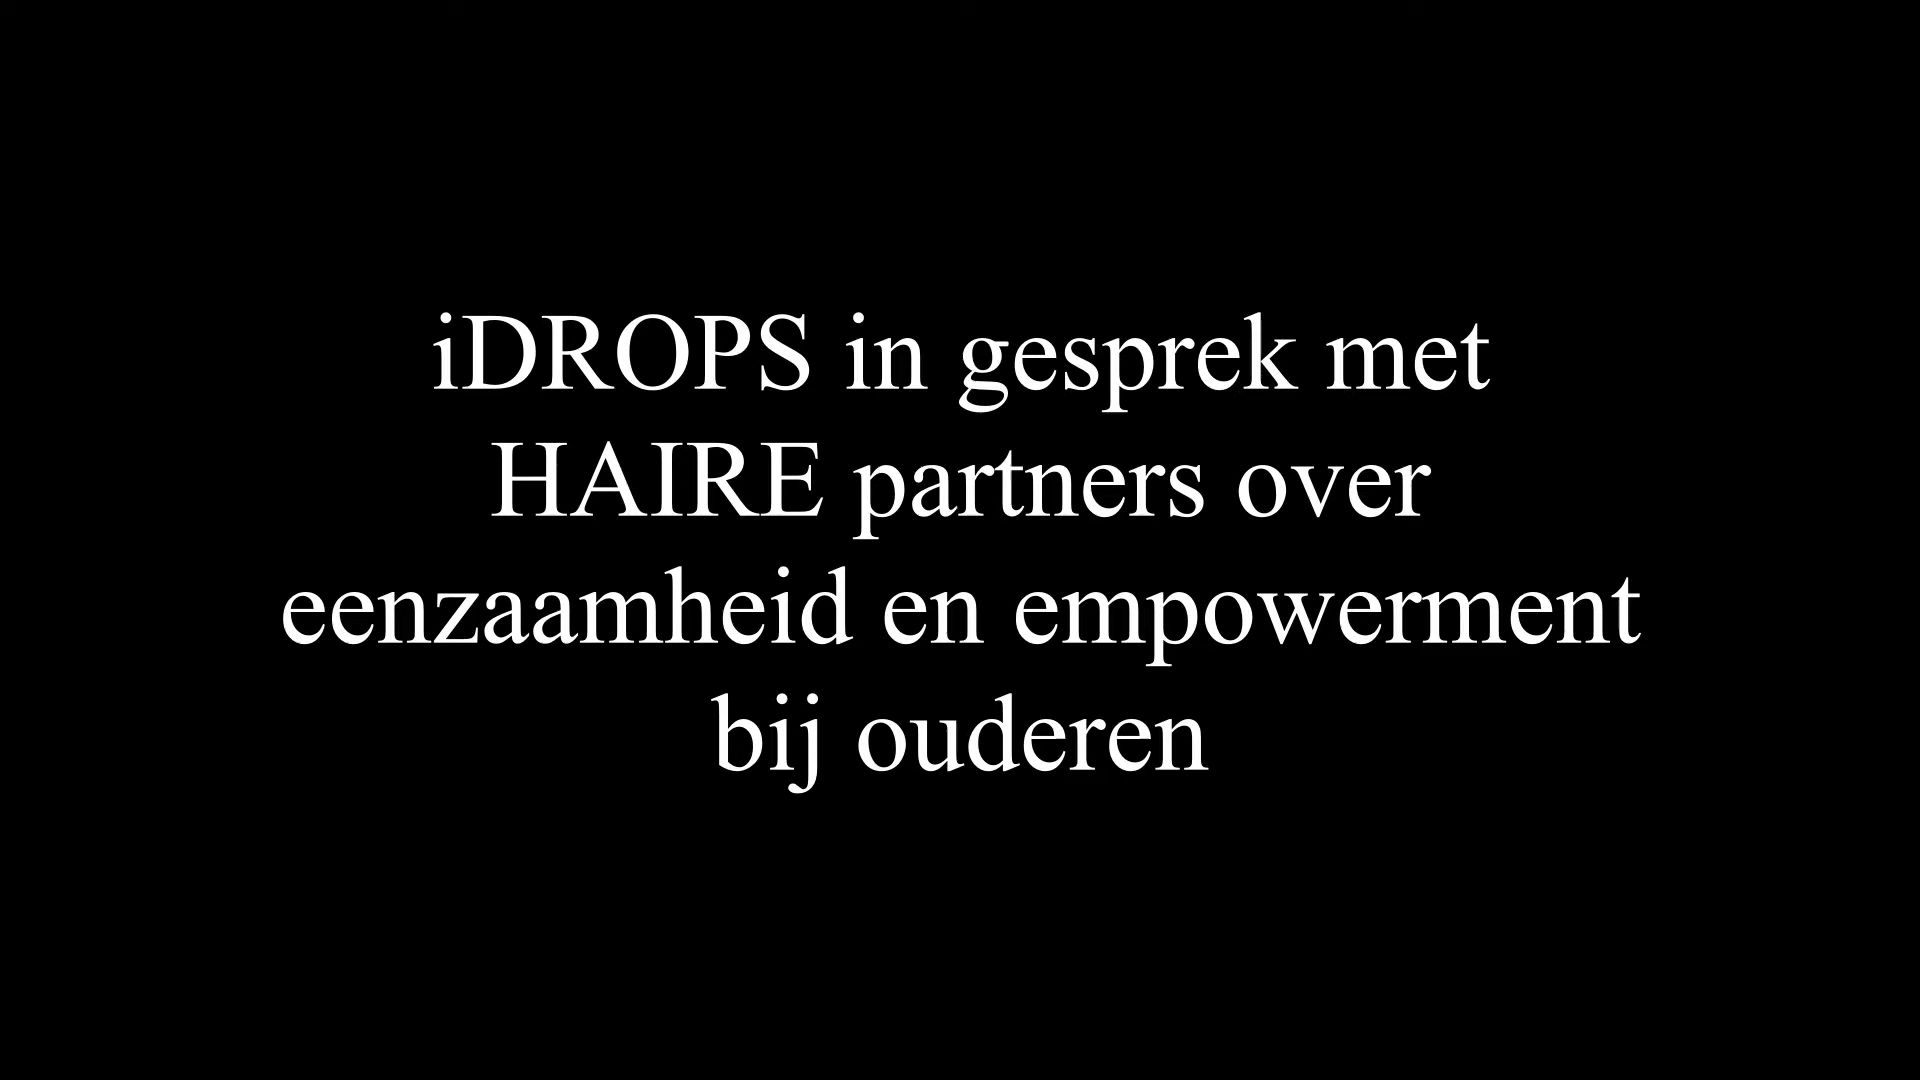 iDROPS in gesprek met
HAIRE partners over
eenzaamheid en empowerment
bij ouderen